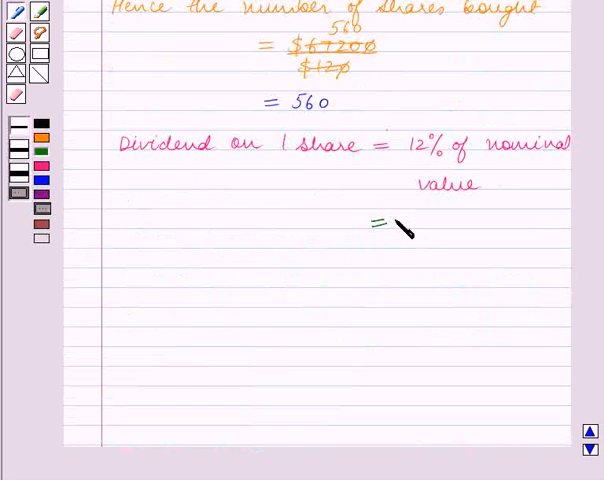 Hence the number of shares bought
560
= $67200
$120
= 560
Dividend on 1 share = 12% of nominal
value
=